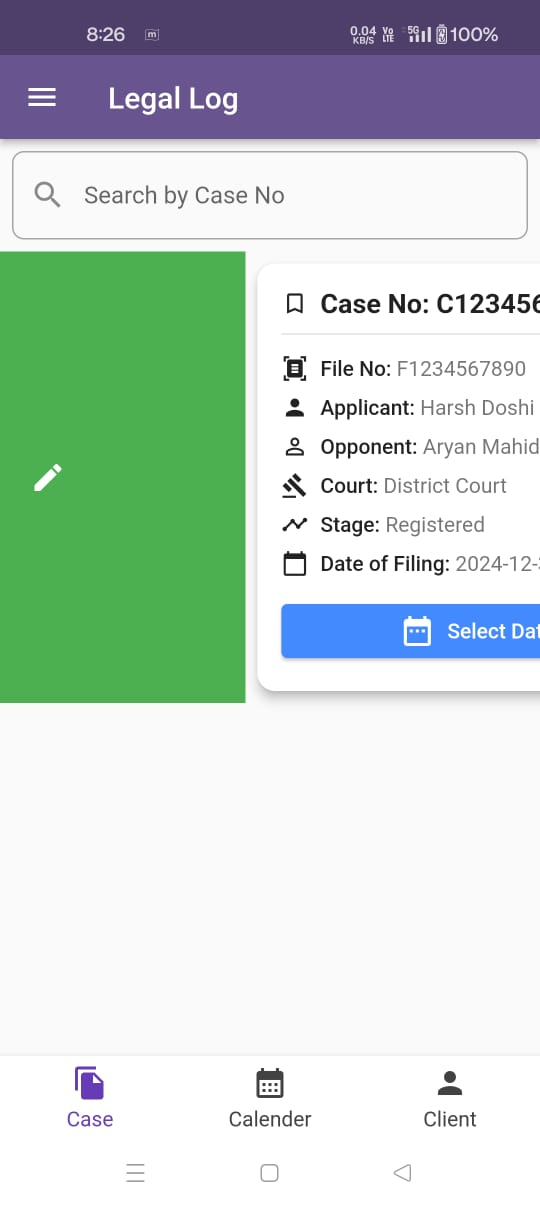 8:26 m 0.04 KB/S Vo LTE 5G 100%
Legal Log
Search by Case No
Case No: C123456
File No: F1234567890
Applicant: Harsh Doshi
Opponent: Aryan Mahid
Court: District Court
Stage: Registered
Date of Filing: 2024-12-
Select Dat
Case Calender Client